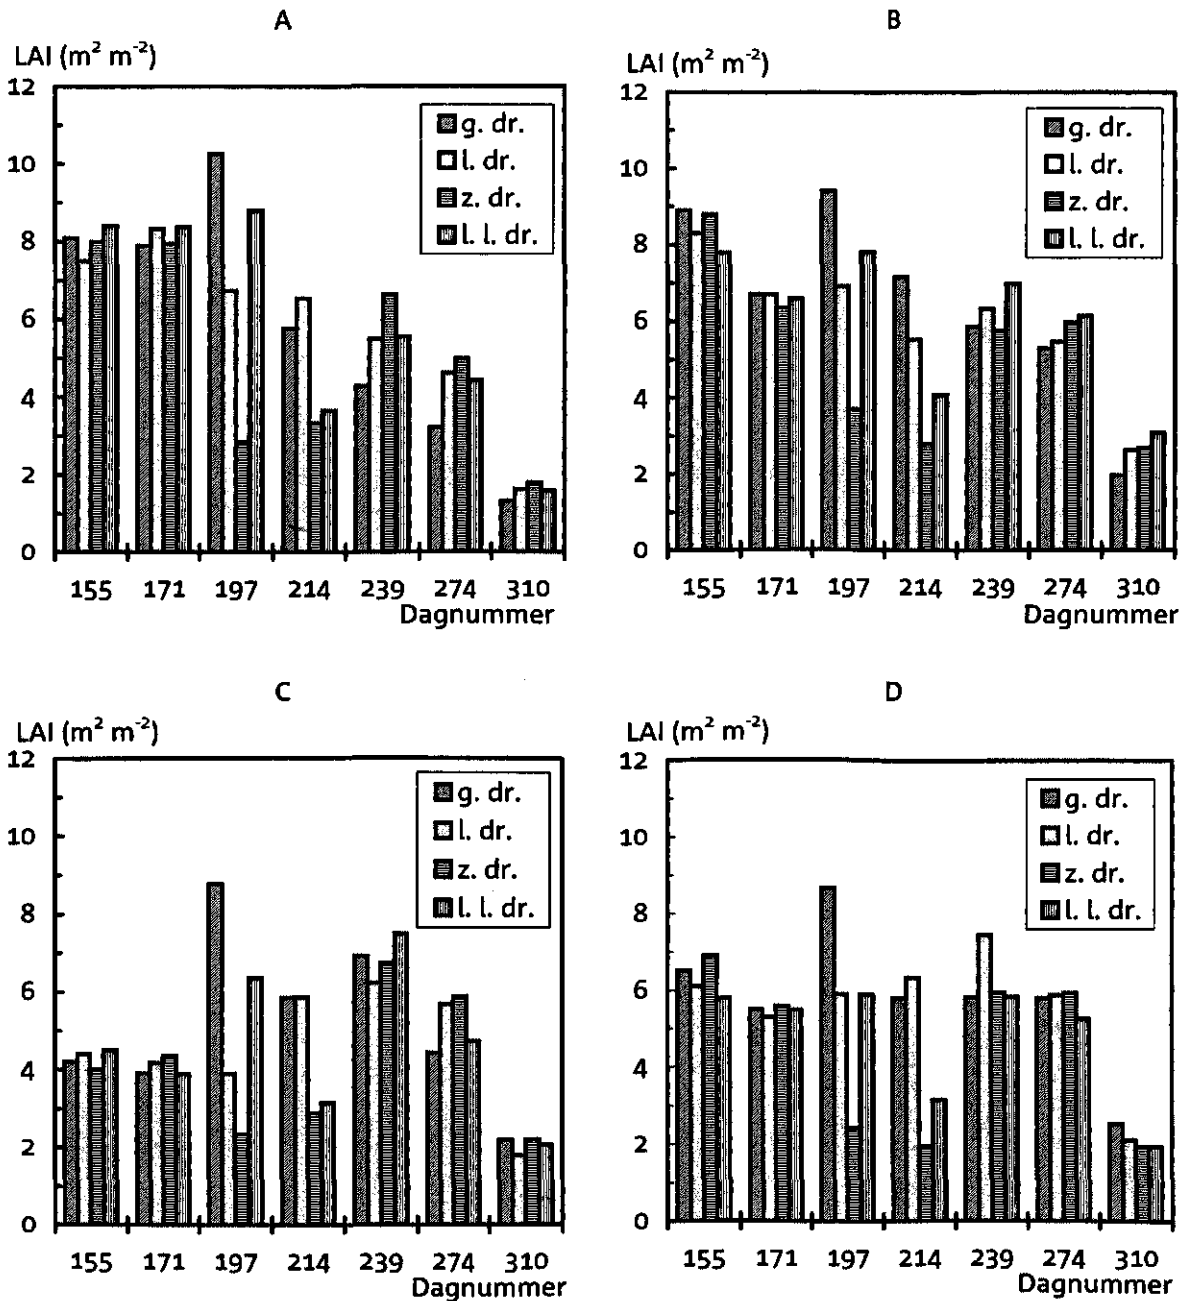 A
LAI (m² m⁻²)
12
10
8
6
4
2
0
g. dr.
l. dr.
z. dr.
l. l. dr.
155 171 197 214 239 274 310
Dagnummer
B
LAI (m² m⁻²)
12
10
8
6
4
2
0
g. dr.
l. dr.
z. dr.
l. l. dr.
155 171 197 214 239 274 310
Dagnummer
C
LAI (m² m⁻²)
12
10
8
6
4
2
0
g. dr.
l. dr.
z. dr.
l. l. dr.
155 171 197 214 239 274 310
Dagnummer
D
LAI (m² m⁻²)
12
10
8
6
4
2
0
g. dr.
l. dr.
z. dr.
l. l. dr.
155 171 197 214 239 274 310
Dagnummer